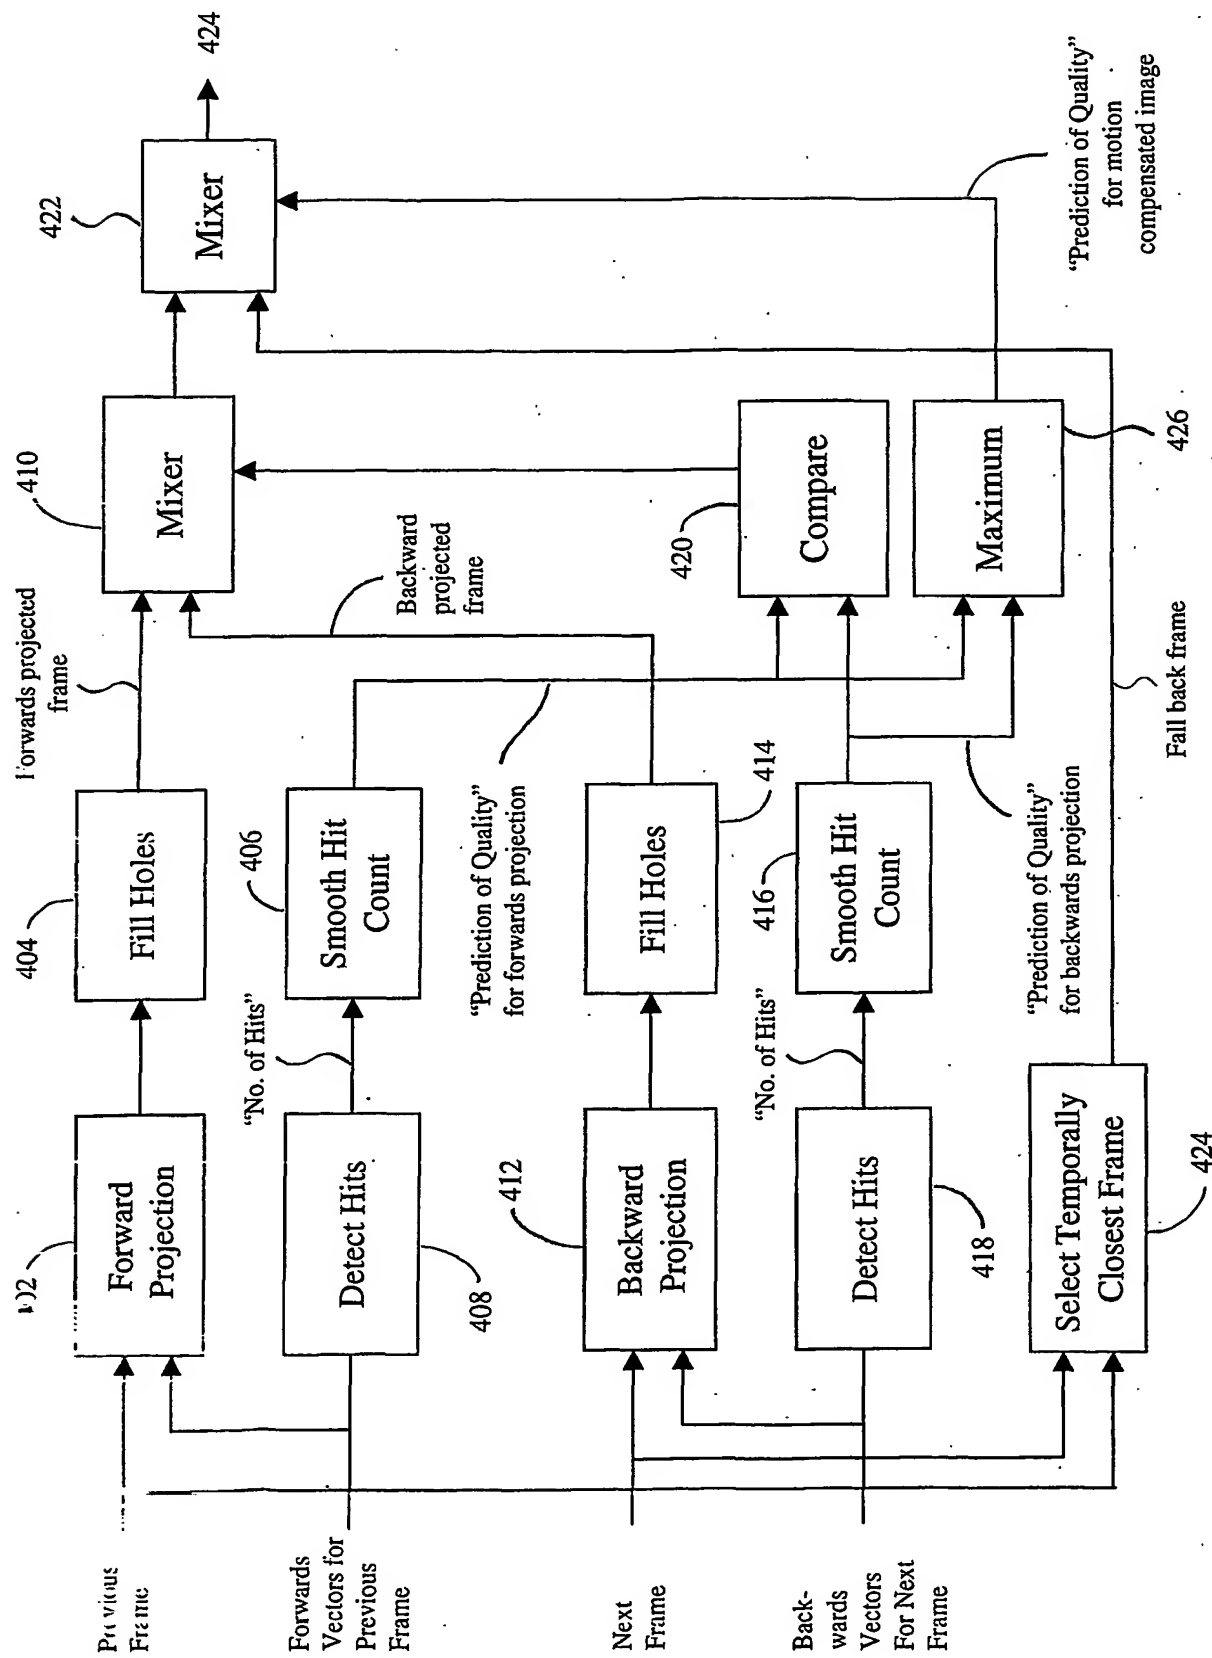 Previous
Frame
Forward
Projection
404
Fill Holes
Forwards projected
frame
410
Mixer
422
Mixer
424
Forwards
Vectors for
Previous
Frame
Detect Hits
408
"No. of Hits"
406
Smooth Hit
Count
"Prediction of Quality"
for forwards projection
Backward
projected
frame
Next
Frame
412
Backward
Projection
Fill Holes
414
Back-
wards
Vectors
For Next
Frame
Detect Hits
418
"No. of Hits"
416
Smooth Hit
Count
"Prediction of Quality"
for backwards projection
420
Compare
Maximum
426
"Prediction of Quality"
for motion
compensated image
Select Temporally
Closest Frame
424
Fall back frame